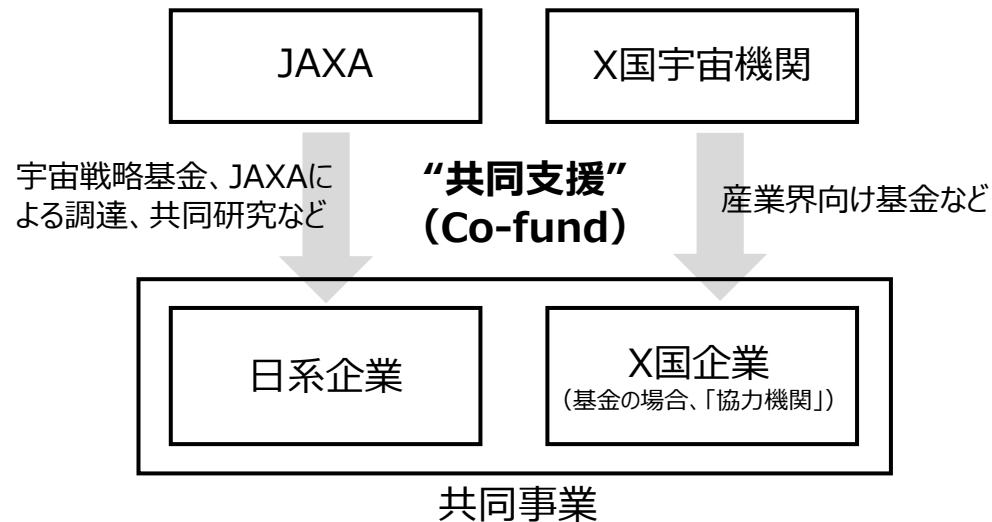 JAXA
X国宇宙機関
宇宙戦略基金、JAXAに
よる調達、共同研究など
“共同支援”
（Co-fund）
産業界向け基金など
日系企業
X国企業
（基金の場合、「協力機関」）
共同事業